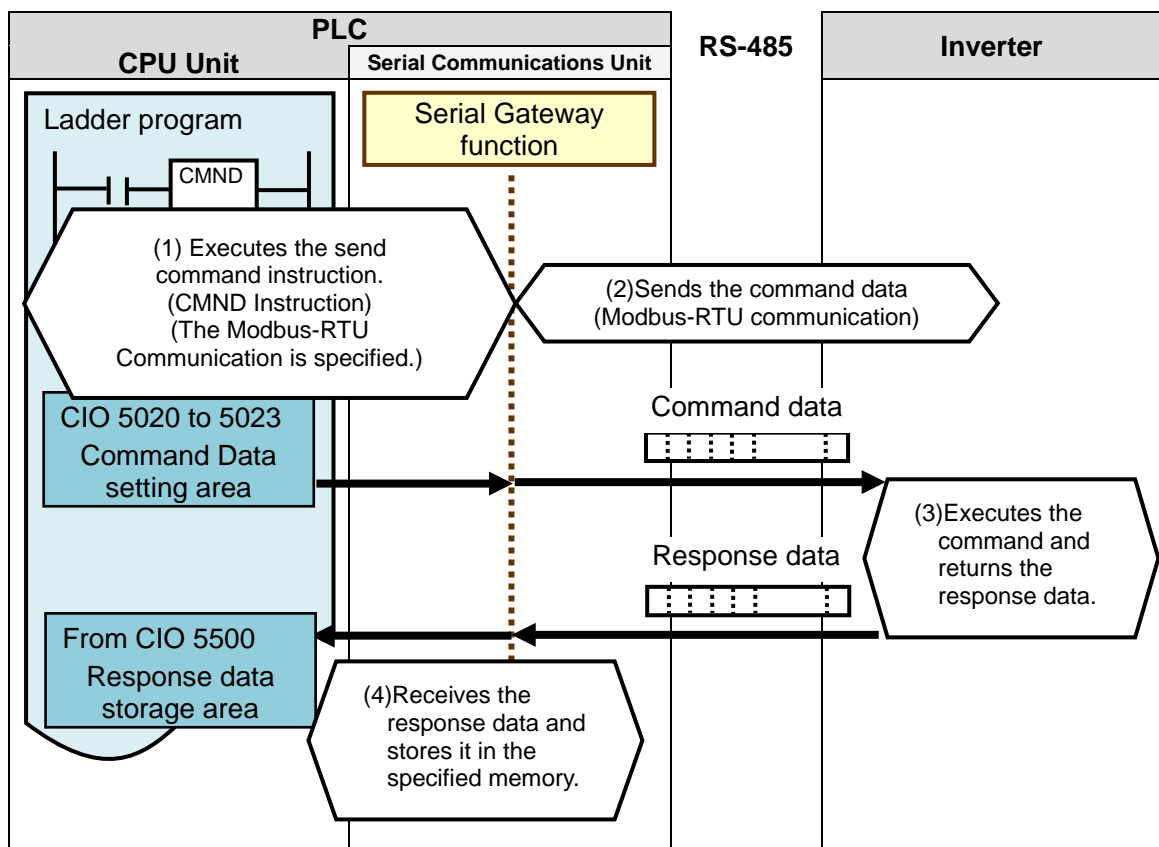 PLC
RS-485
Inverter
CPU Unit
Serial Communications Unit
Ladder program
CMND
Serial Gateway
function
(1) Executes the send
command instruction.
(CMND Instruction)
(The Modbus-RTU
Communication is specified.)
(2)Sends the command data
(Modbus-RTU communication)
CIO 5020 to 5023
Command Data
setting area
Command data
(3)Executes the
command and
returns the
response data.
Response data
From CIO 5500
Response data
storage area
(4)Receives the
response data and
stores it in the
specified memory.